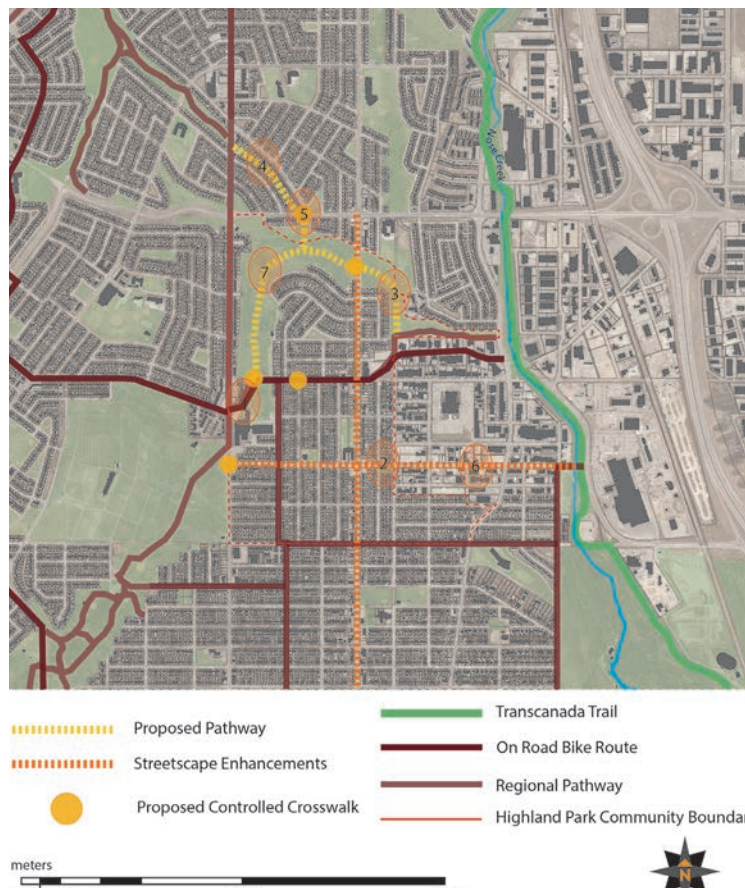 Nose Creek
4
5
7
3
2
6
Proposed Pathway
Streetscape Enhancements
Proposed Controlled Crosswalk
Transcanada Trail
On Road Bike Route
Regional Pathway
Highland Park Community Boundar
meters
N